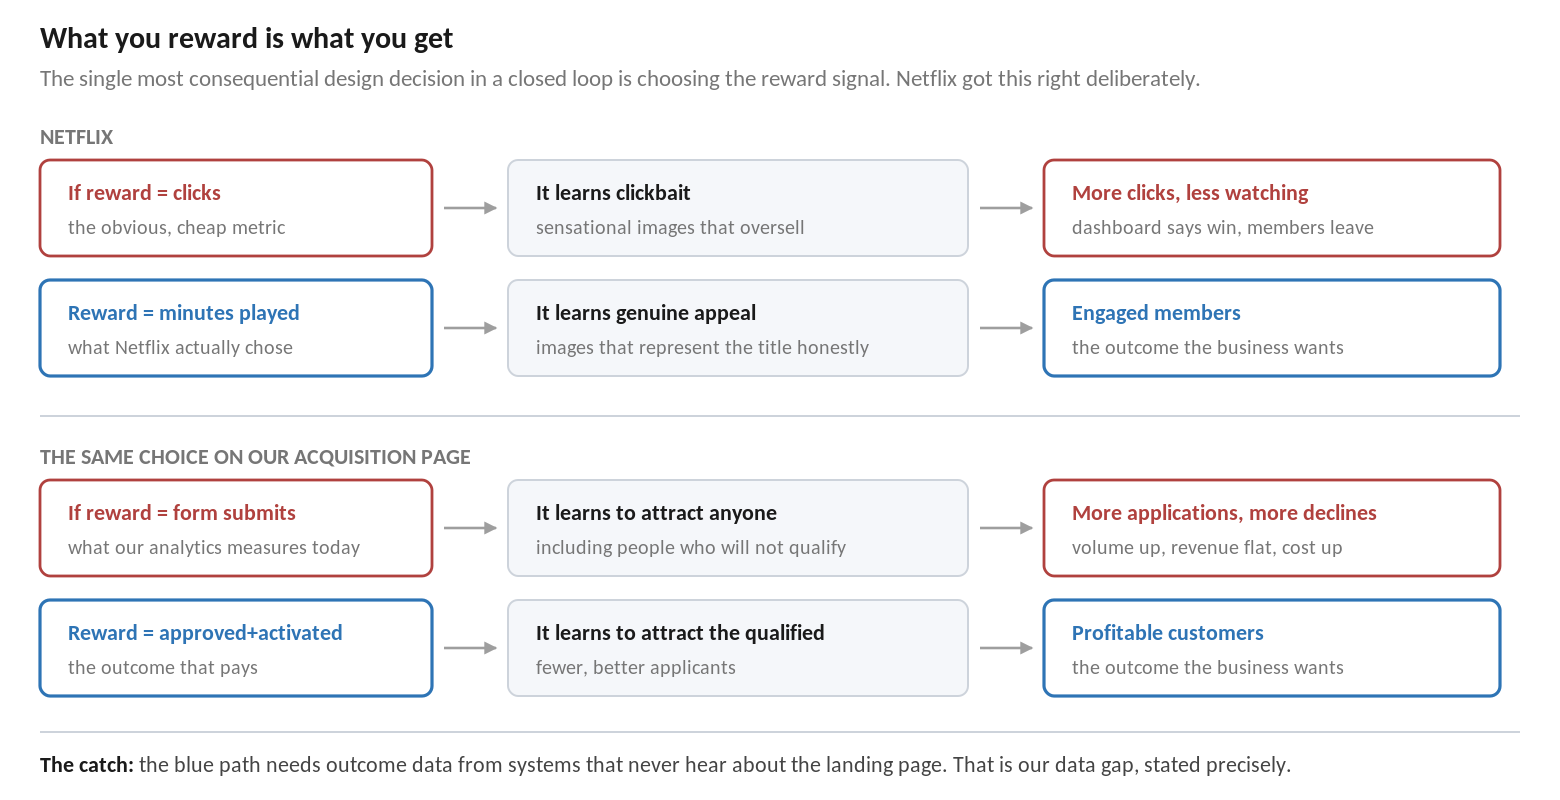 What you reward is what you get
The single most consequential design decision in a closed loop is choosing the reward signal. Netflix got this right deliberately.
NETFLIX
If reward = clicks
the obvious, cheap metric
It learns clickbait
sensational images that oversell
More clicks, less watching
dashboard says win, members leave
Reward = minutes played
what Netflix actually chose
It learns genuine appeal
images that represent the title honestly
Engaged members
the outcome the business wants
THE SAME CHOICE ON OUR ACQUISITION PAGE
If reward = form submits
what our analytics measures today
It learns to attract anyone
including people who will not qualify
More applications, more declines
volume up, revenue flat, cost up
Reward = approved+activated
the outcome that pays
It learns to attract the qualified
fewer, better applicants
Profitable customers
the outcome the business wants
The catch: the blue path needs outcome data from systems that never hear about the landing page. That is our data gap, stated precisely.